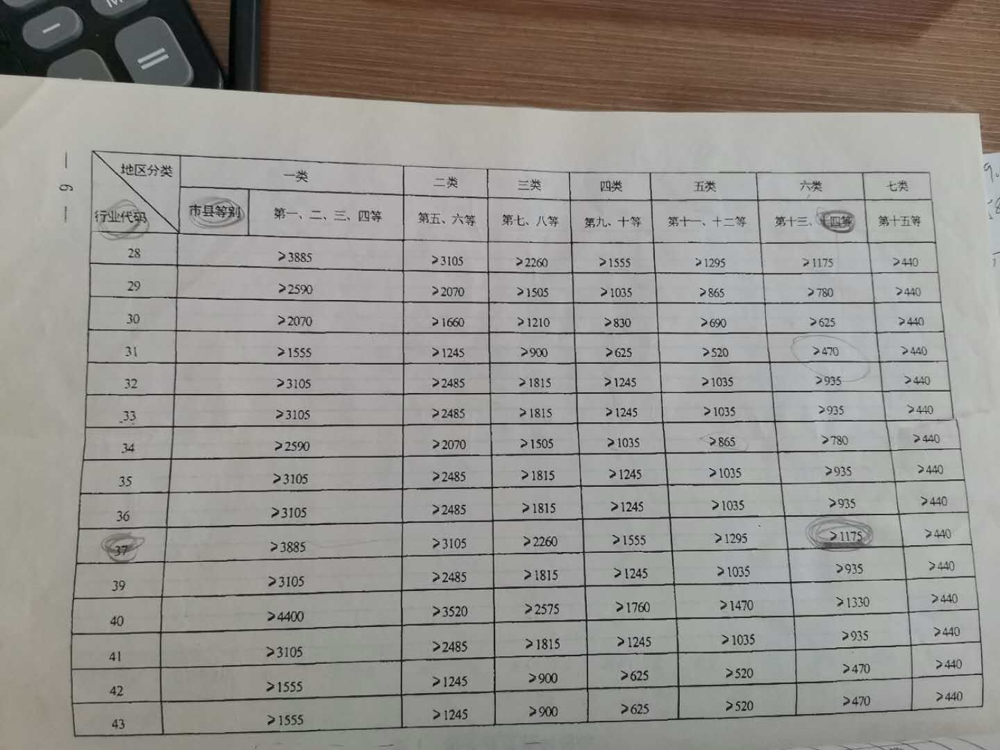 — 9 —
地区分类 一类 二类 三类 四类 五类 六类 七类
行业代码 市县等别 第一、二、三、四等 第五、六等 第七、八等 第九、十等 第十一、十二等 第十三、十四等 第十五等
28 ⩾3885 ⩾3105 ⩾2260 ⩾1555 ⩾1295 ⩾1175 ⩾440
29 ⩾2590 ⩾2070 ⩾1505 ⩾1035 ⩾865 ⩾780 ⩾440
30 ⩾2070 ⩾1660 ⩾1210 ⩾830 ⩾690 ⩾625 ⩾440
31 ⩾1555 ⩾1245 ⩾900 ⩾625 ⩾520 ⩾470 ⩾440
32 ⩾3105 ⩾2485 ⩾1815 ⩾1245 ⩾1035 ⩾935 ⩾440
33 ⩾3105 ⩾2485 ⩾1815 ⩾1245 ⩾1035 ⩾935 ⩾440
34 ⩾2590 ⩾2070 ⩾1505 ⩾1035 ⩾865 ⩾780 ⩾440
35 ⩾3105 ⩾2485 ⩾1815 ⩾1245 ⩾1035 ⩾935 ⩾440
36 ⩾3105 ⩾2485 ⩾1815 ⩾1245 ⩾1035 ⩾935 ⩾440
37 ⩾3885 ⩾3105 ⩾2260 ⩾1555 ⩾1295 ⩾1175 ⩾440
39 ⩾3105 ⩾2485 ⩾1815 ⩾1245 ⩾1035 ⩾935 ⩾440
40 ⩾4400 ⩾3520 ⩾2575 ⩾1760 ⩾1470 ⩾1330 ⩾440
41 ⩾3105 ⩾2485 ⩾1815 ⩾1245 ⩾1035 ⩾935 ⩾440
42 ⩾1555 ⩾1245 ⩾900 ⩾625 ⩾520 ⩾470 ⩾440
43 ⩾1555 ⩾1245 ⩾900 ⩾625 ⩾520 ⩾470 ⩾440